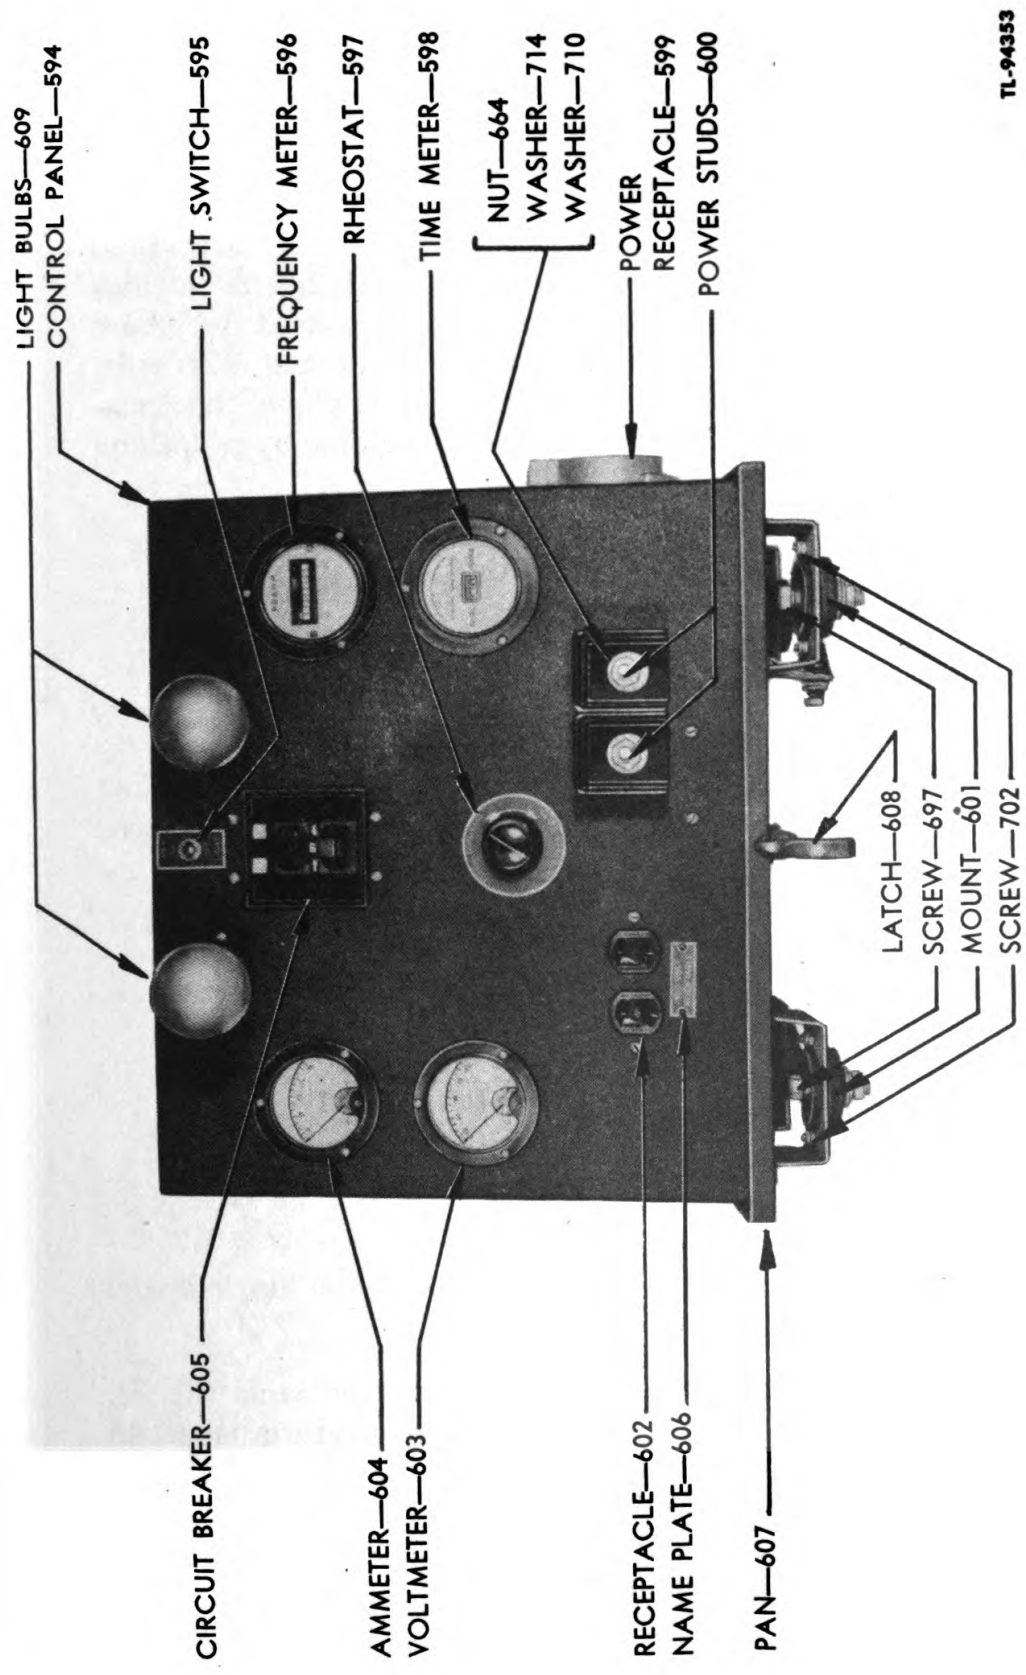 LIGHT BULBS—609
CONTROL PANEL—594
LIGHT SWITCH—595
FREQUENCY METER—596
RHEOSTAT—597
TIME METER—598
NUT—664
WASHER—714
WASHER—710
POWER
RECEPTACLE—599
POWER STUDS—600
CIRCUIT BREAKER—605
AMMETER—604
VOLTMETER—603
RECEPTACLE—602
NAME PLATE—606
PAN—607
LATCH—608
SCREW—697
MOUNT—601
SCREW—702
TL-94353